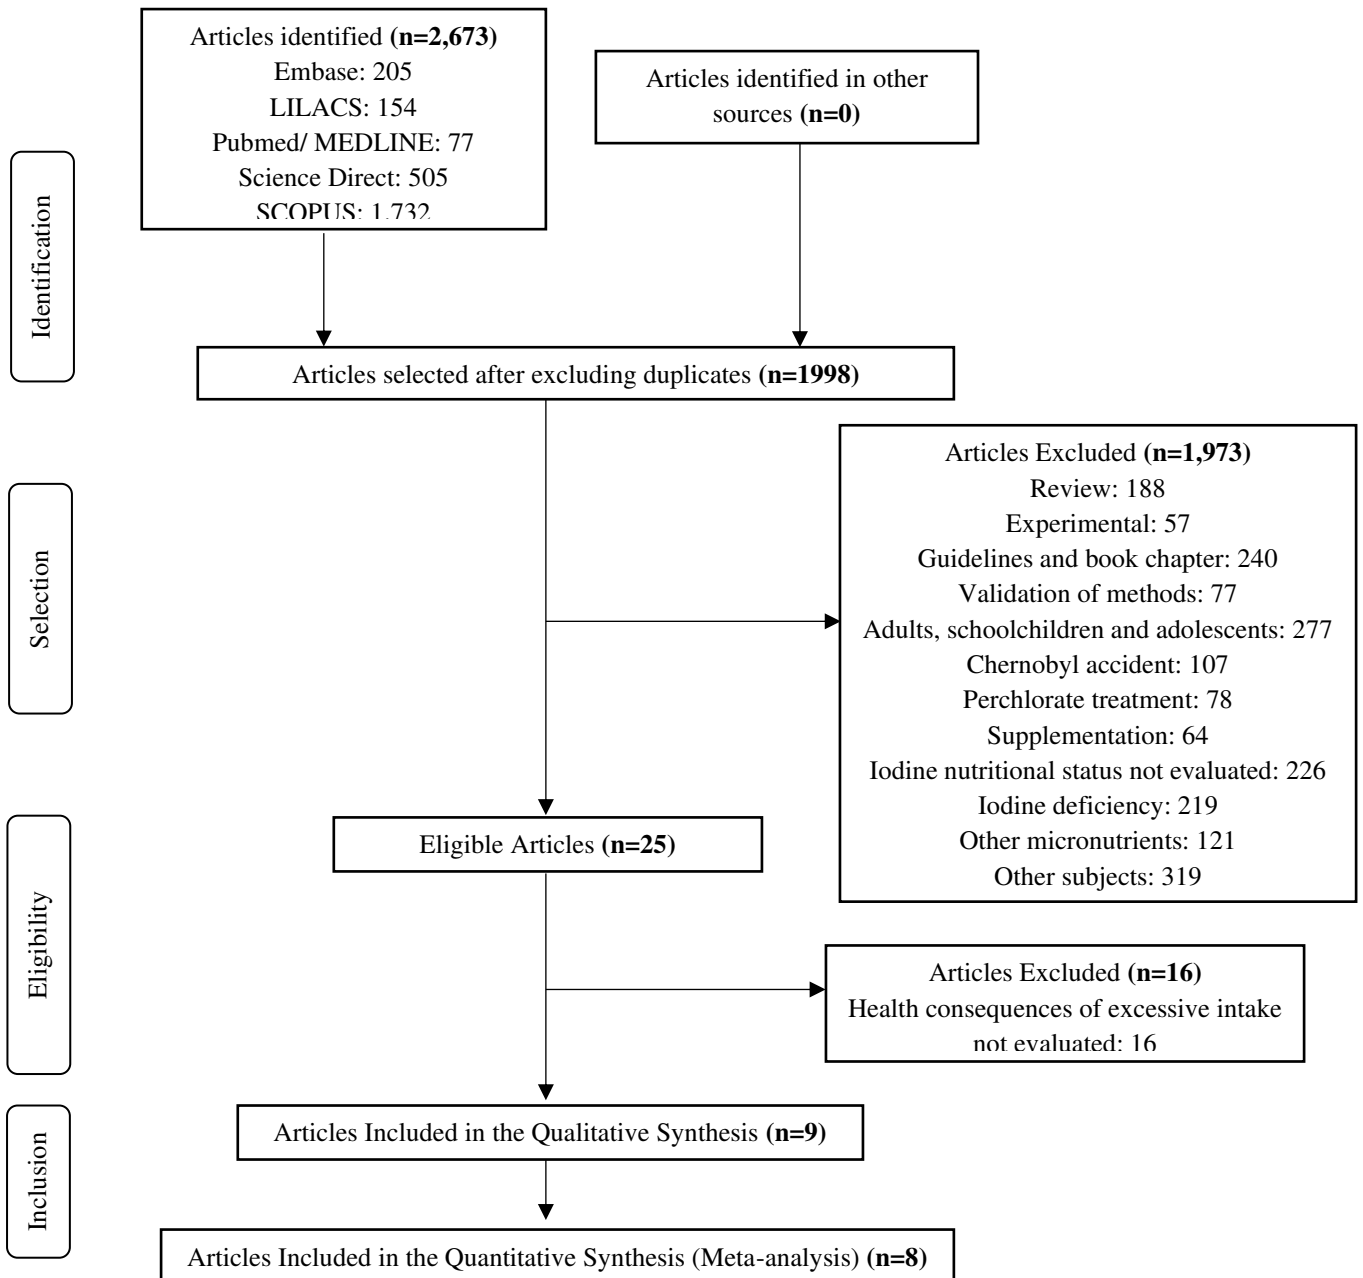 Articles identified (n=2,673)
Embase: 205
LILACS: 154
Pubmed/ MEDLINE: 77
Science Direct: 505
SCOPUS: 1.732
Articles identified in other
sources (n=0)
Identification
Articles selected after excluding duplicates (n=1998)
Selection
Articles Excluded (n=1,973)
Review: 188
Experimental: 57
Guidelines and book chapter: 240
Validation of methods: 77
Adults, schoolchildren and adolescents: 277
Chernobyl accident: 107
Perchlorate treatment: 78
Supplementation: 64
Iodine nutritional status not evaluated: 226
Iodine deficiency: 219
Other micronutrients: 121
Other subjects: 319
Eligibility
Eligible Articles (n=25)
Articles Excluded (n=16)
Health consequences of excessive intake
not evaluated: 16
Inclusion
Articles Included in the Qualitative Synthesis (n=9)
Articles Included in the Quantitative Synthesis (Meta-analysis) (n=8)